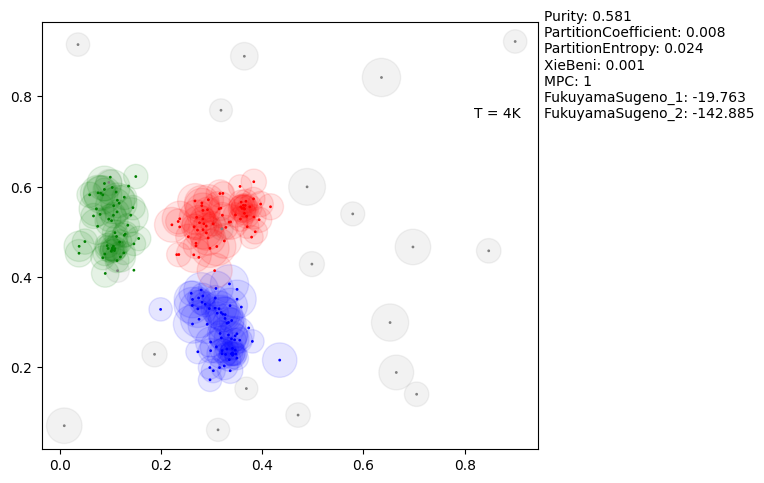 Purity: 0.581
PartitionCoefficient: 0.008
PartitionEntropy: 0.024
XieBeni: 0.001
MPC: 1
FukuyamaSugeno_1: -19.763
FukuyamaSugeno_2: -142.885
T = 4K
0.8
0.6
0.4
0.2
0.0
0.2
0.4
0.6
0.8